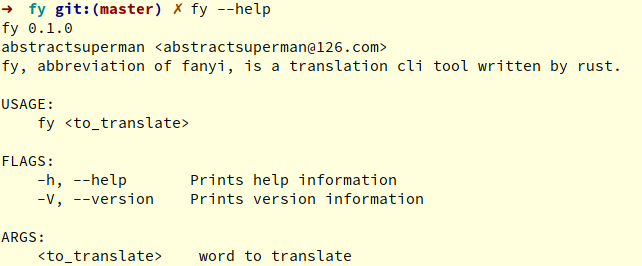 ➜ fy git:(master) ✗ fy --help
fy 0.1.0
abstractsuperman <abstractsuperman@126.com>
fy, abbreviation of fanyi, is a translation cli tool written by rust.

USAGE:
    fy <to_translate>

FLAGS:
    -h, --help       Prints help information
    -V, --version    Prints version information

ARGS:
    <to_translate>    word to translate